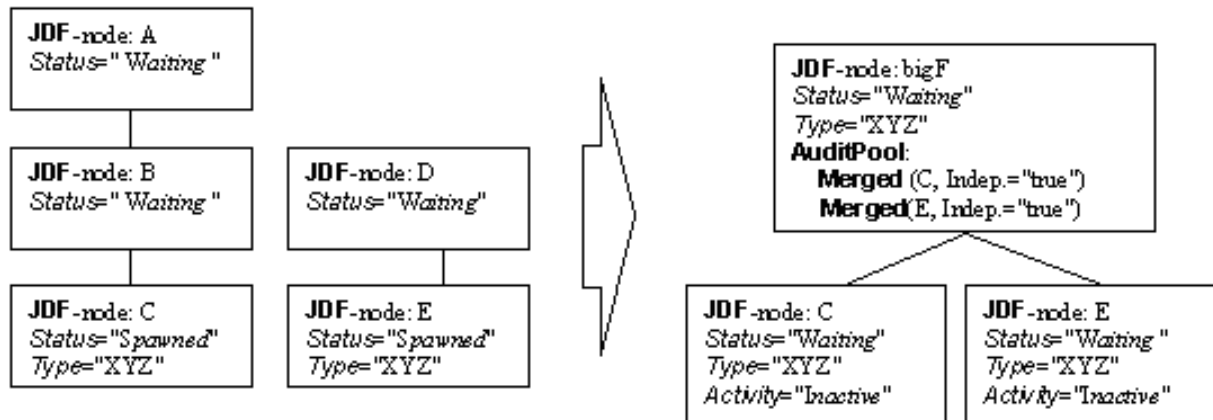 JDF-node: A
Status=" Waiting "
JDF-node: B
Status=" Waiting "
JDF-node: C
Status="Spawned"
Type="XYZ"
JDF-node: D
Status="Waiting"
JDF-node: E
Status="Spawned"
Type="XYZ"
JDF-node: bigF
Status="Waiting"
Type="XYZ"
AuditPool:
Merged (C, Indep.="true")
Merged(E, Indep.="true")
JDF-node: C
Status="Waiting"
Type="XYZ"
Activity="Inactive"
JDF-node: E
Status="Waiting "
Type="XYZ"
Activity="Inactive"